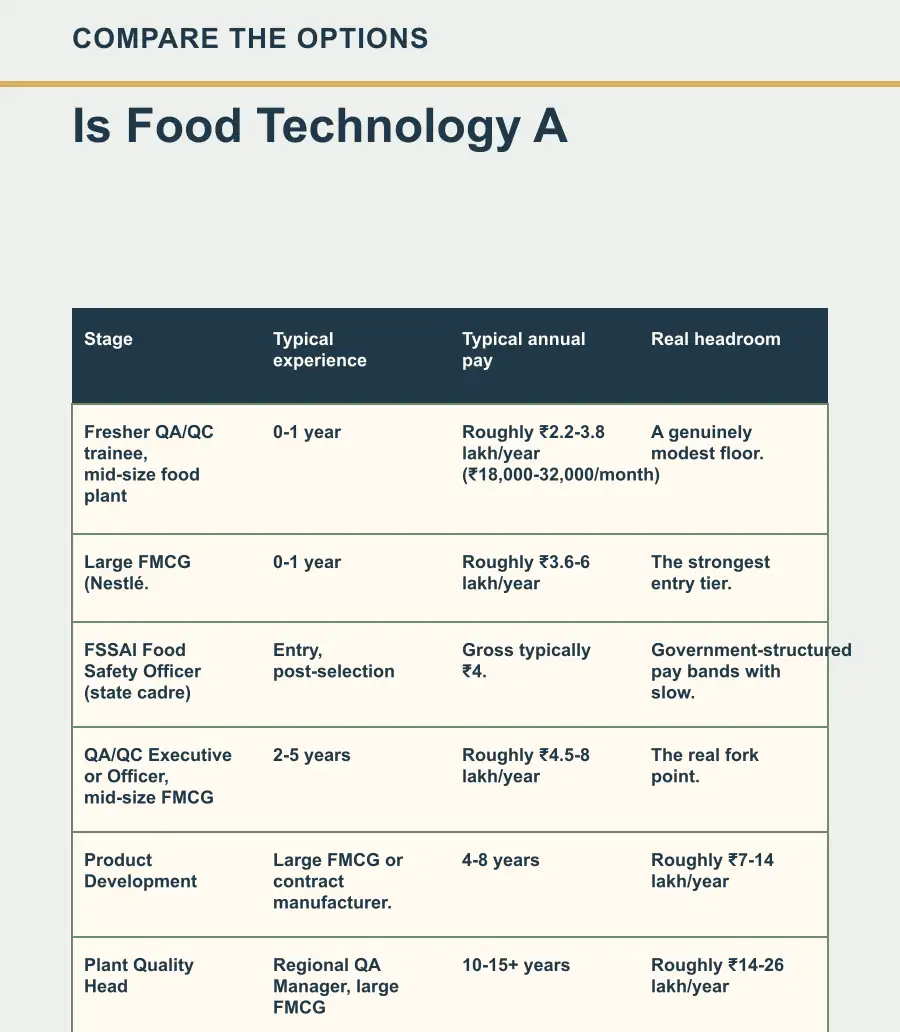 COMPARE THE OPTIONS
Is Food Technology A
Stage
Typical
experience
Typical annual
pay
Real headroom
Fresher QA/QC
trainee,
mid-size food
plant
0-1 year
Roughly ₹2.2-3.8
lakh/year
(₹18,000-32,000/month)
A genuinely
modest floor.
Large FMCG
(Nestlé.
0-1 year
Roughly ₹3.6-6
lakh/year
The strongest
entry tier.
FSSAI Food
Safety Officer
(state cadre)
Entry,
post-selection
Gross typically
₹4.
Government-structured
pay bands with
slow.
QA/QC Executive
or Officer,
mid-size FMCG
2-5 years
Roughly ₹4.5-8
lakh/year
The real fork
point.
Product
Development
Large FMCG or
contract
manufacturer.
4-8 years
Roughly ₹7-14
lakh/year
Plant Quality
Head
Regional QA
Manager, large
FMCG
10-15+ years
Roughly ₹14-26
lakh/year